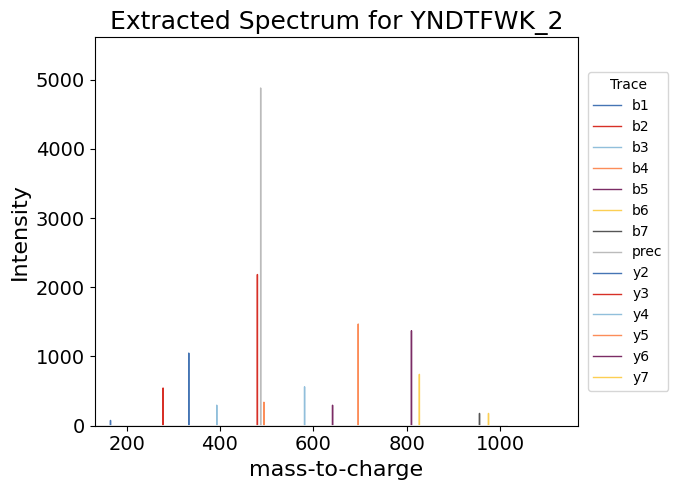 Extracted Spectrum for YNDTFWK_2
Intensity
5000
4000
3000
2000
1000
0
200
400
600
800
1000
mass-to-charge
Trace
b1
b2
b3
b4
b5
b6
b7
prec
y2
y3
y4
y5
y6
y7